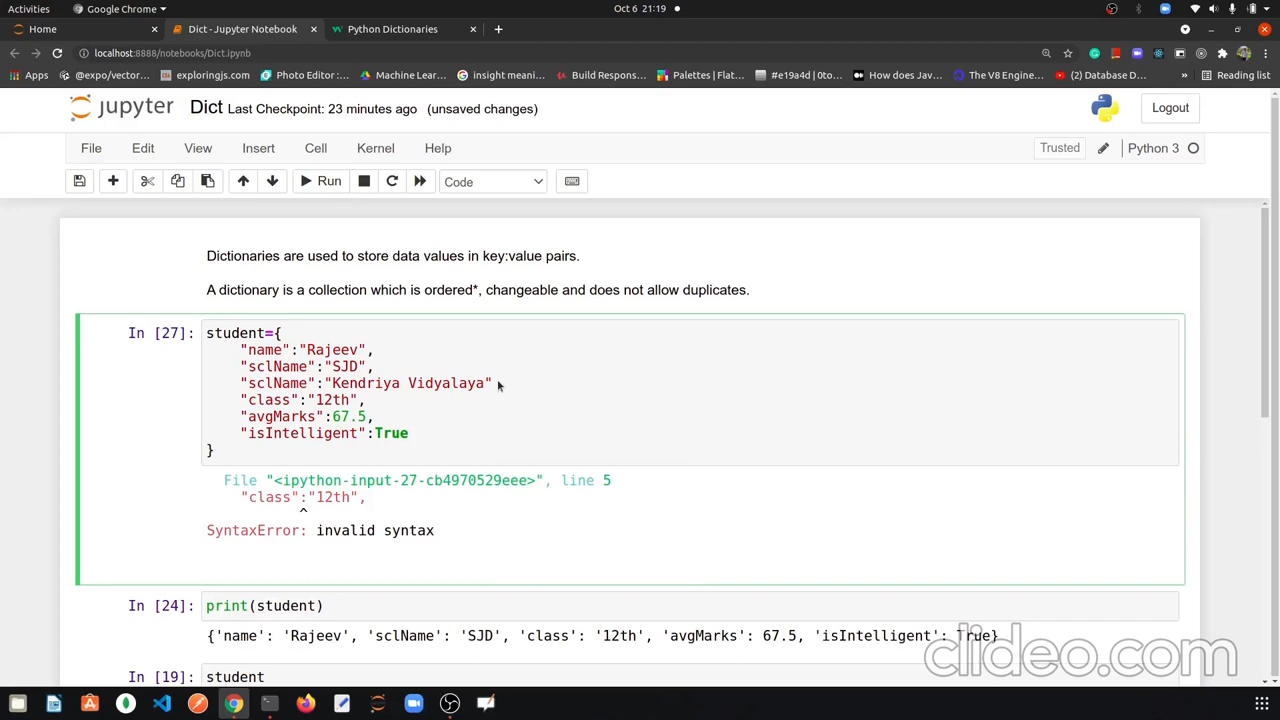 Activities
Google Chrome
Oct 6 21:19
Home
Dict - Jupyter Notebook
Python Dictionaries
localhost:8888/notebooks/Dict.ipynb
Apps
@expo/vector...
exploringjs.com
Photo Editor :...
Machine Lear...
insight meani...
Build Respons...
Palettes | Flat...
#e19a4d | 0to...
How does Jav...
The V8 Engine...
(2) Database D...
»
Reading list
jupyter
Dict Last Checkpoint: 23 minutes ago (unsaved changes)
Logout
File Edit View Insert Cell Kernel Help
Trusted
Python 3
Run
Code
Dictionaries are used to store data values in key:value pairs.
A dictionary is a collection which is ordered*, changeable and does not allow duplicates.
In [27]: student={
"name":"Rajeev",
"sclName":"SJD",
"sclName":"Kendriya Vidyalaya"
"class":"12th",
"avgMarks":67.5,
"isIntelligent":True
}
File "<ipython-input-27-cb4970529eee>", line 5
"class":"12th",
^
SyntaxError: invalid syntax
In [24]: print(student)
{'name': 'Rajeev', 'sclName': 'SJD', 'class': '12th', 'avgMarks': 67.5, 'isIntelligent': True}
In [19]: student
clideo.com